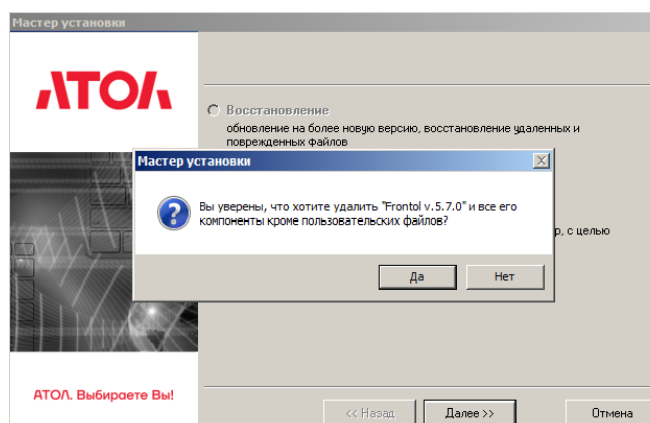 Мастер установки
АТОЛ
Восстановление
обновление на более новую версию, восстановление удаленных и
поврежденных файлов
Мастер установки
Вы уверены, что хотите удалить "Frontol v.5.7.0" и все его
компоненты кроме пользовательских файлов?
р, с целью
Да
Нет
АТОЛ. Выбираете Вы!
<< Назад
Далее >>
Отмена